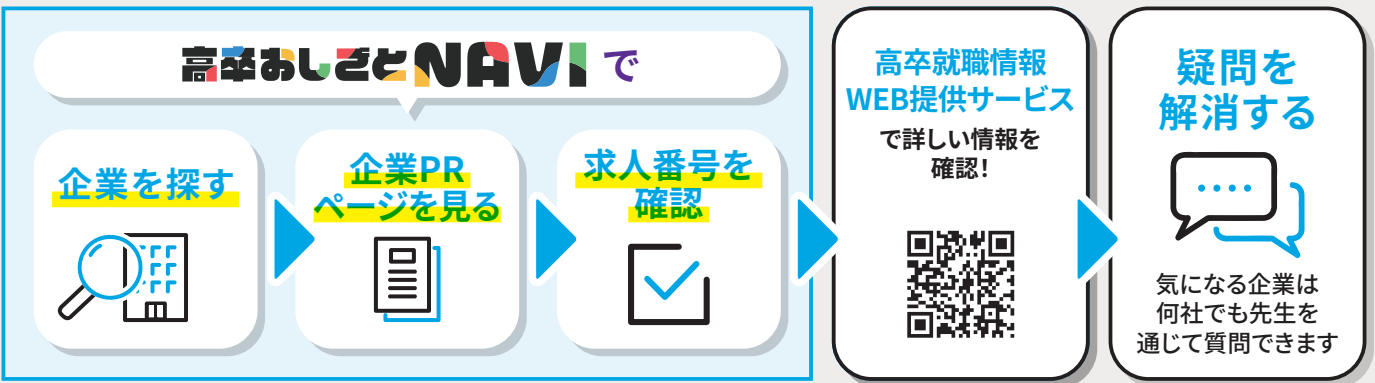 高卒おしごとNAVIで
企業を探す
企業PR
ページを見る
求人番号を
確認
高卒就職情報
WEB提供サービス
で詳しい情報を
確認!
疑問を
解消する
気になる企業は
何社でも先生を
通じて質問できます